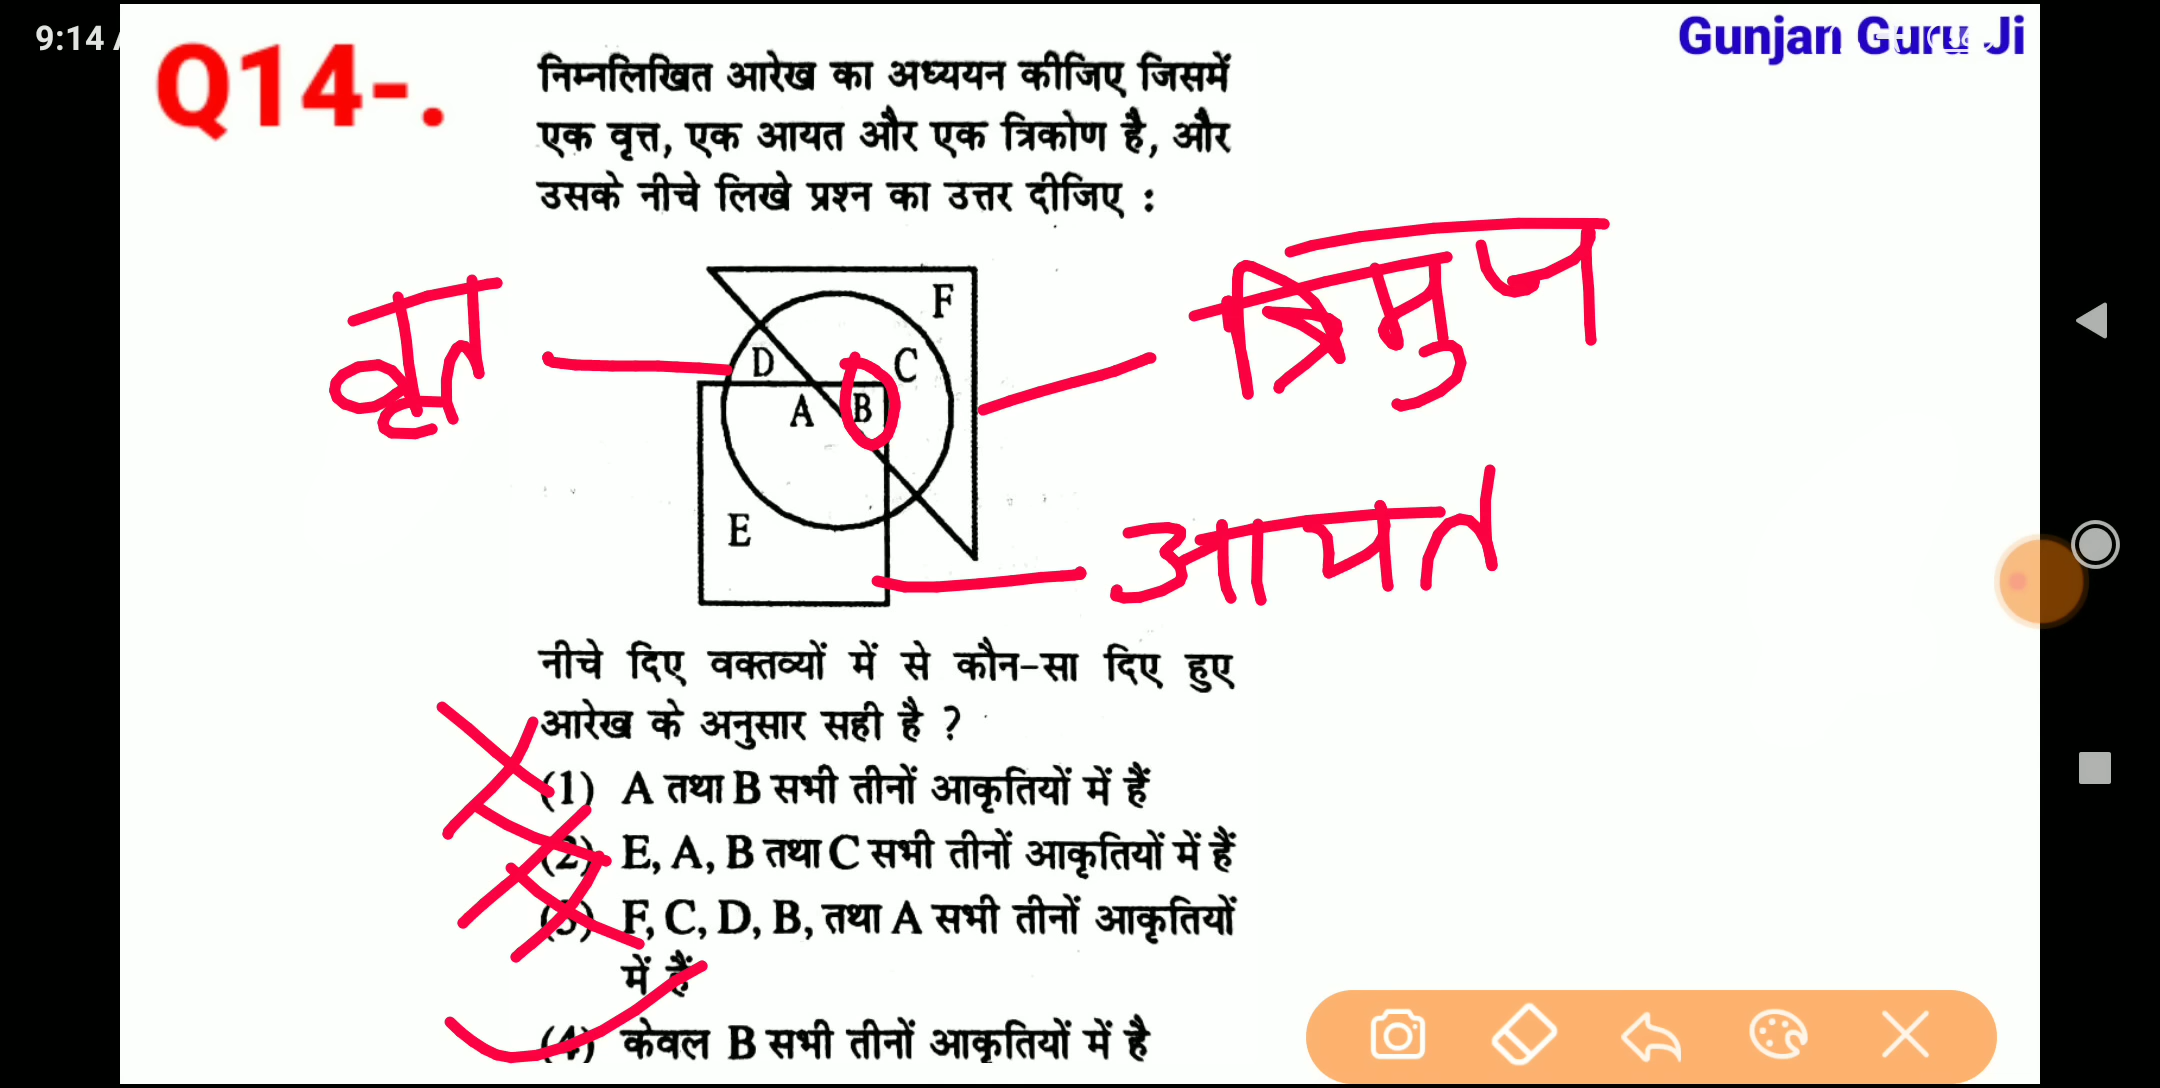 9:14
Gunjan Guru Ji
Q14-.
निम्नलिखित आरेख का अध्ययन कीजिए जिसमें
एक वृत्त, एक आयत और एक त्रिकोण है, और
उसके नीचे लिखे प्रश्न का उत्तर दीजिए :
F
D
C
A
B
E
वृत
त्रिभुज
आयत
नीचे दिए वक्तव्यों में से कौन-सा दिए हुए
आरेख के अनुसार सही है ?
(1) A तथा B सभी तीनों आकृतियों में हैं
(2) E, A, B तथा C सभी तीनों आकृतियों में हैं
(3) F, C, D, B, तथा A सभी तीनों आकृतियों
में हैं
(4) केवल B सभी तीनों आकृतियों में है